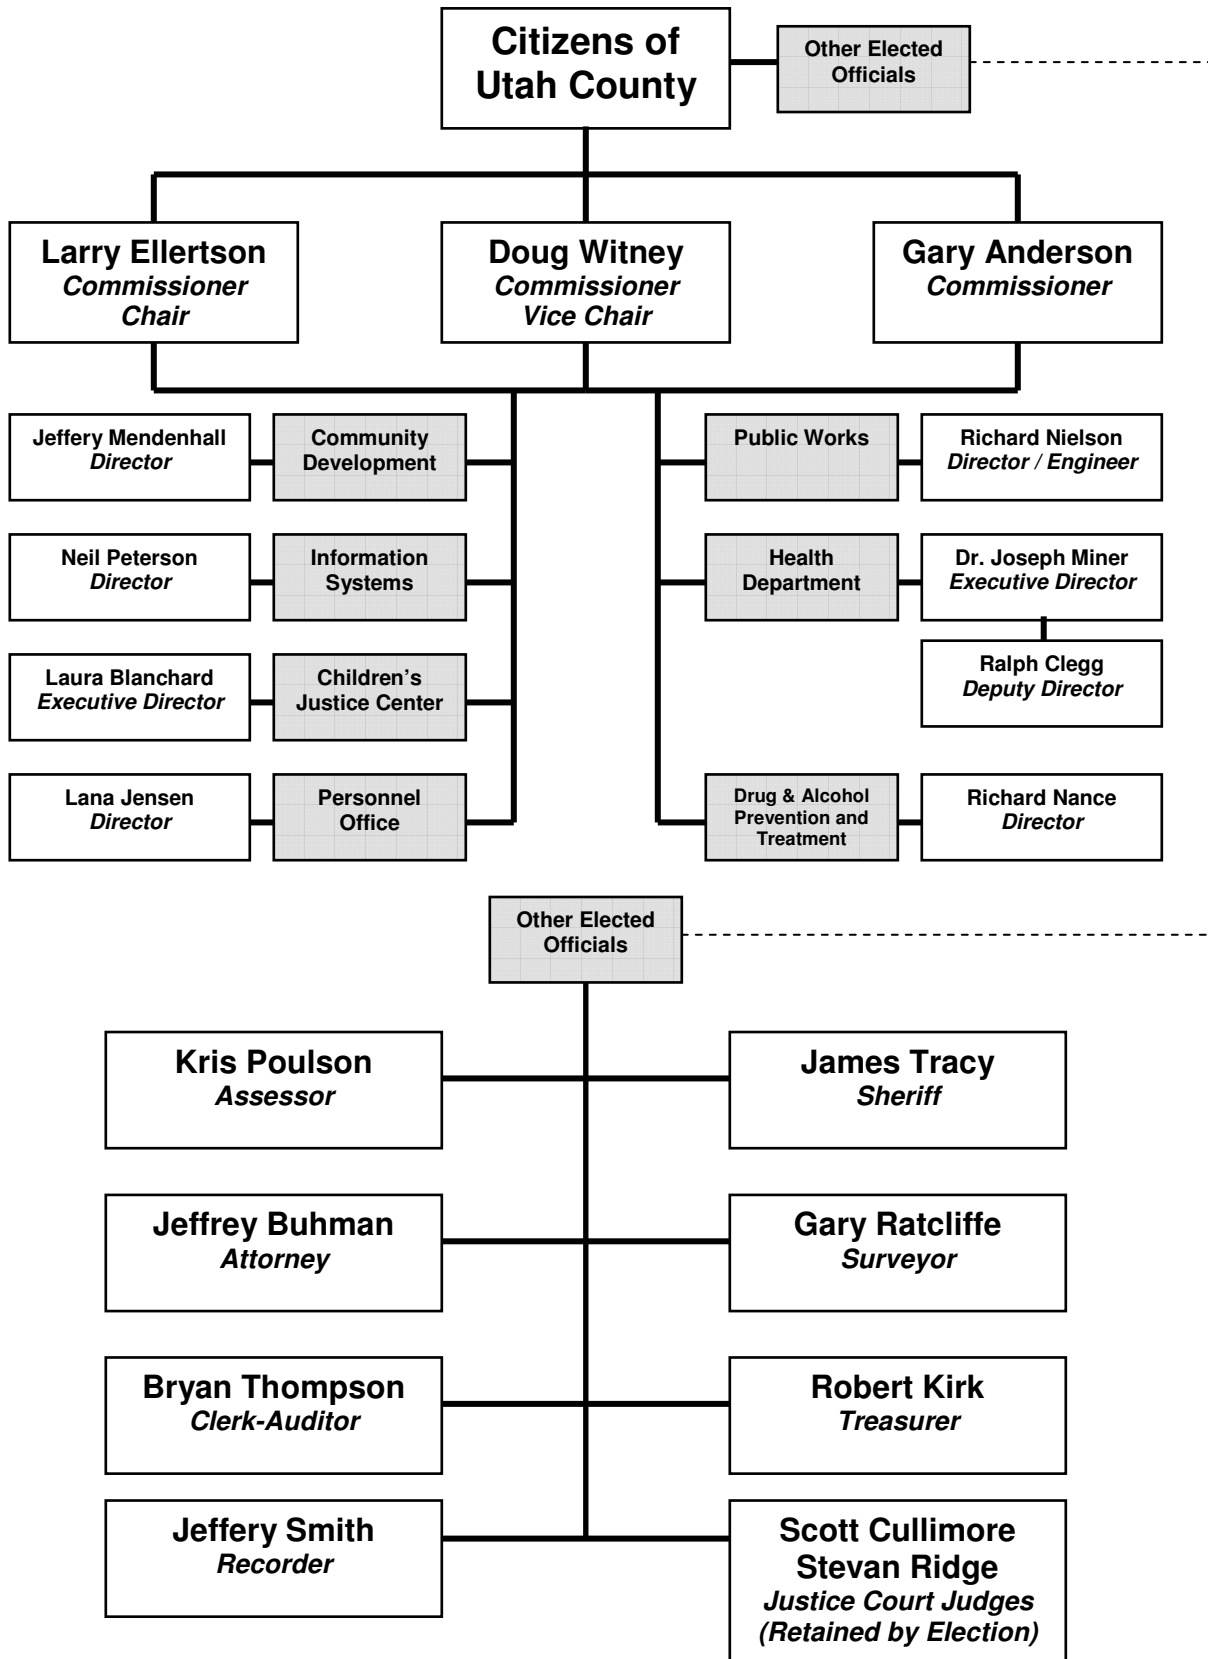 Citizens of
Utah County
Other Elected
Officials
Larry Ellertson
Commissioner
Chair
Doug Witney
Commissioner
Vice Chair
Gary Anderson
Commissioner
Jeffery Mendenhall
Director
Community
Development
Public Works
Richard Nielson
Director / Engineer
Neil Peterson
Director
Information
Systems
Health
Department
Dr. Joseph Miner
Executive Director
Laura Blanchard
Executive Director
Children’s
Justice Center
Ralph Clegg
Deputy Director
Lana Jensen
Director
Personnel
Office
Drug & Alcohol
Prevention and
Treatment
Richard Nance
Director
Other Elected
Officials
Kris Poulson
Assessor
James Tracy
Sheriff
Jeffrey Buhman
Attorney
Gary Ratcliffe
Surveyor
Bryan Thompson
Clerk-Auditor
Robert Kirk
Treasurer
Jeffery Smith
Recorder
Scott Cullimore
Stevan Ridge
Justice Court Judges
(Retained by Election)